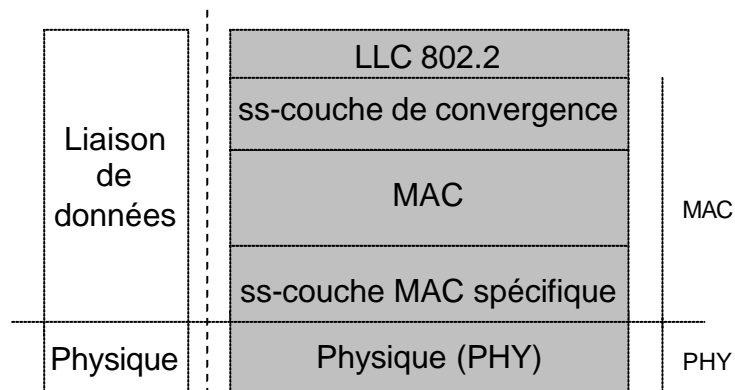 LLC 802.2
ss-couche de convergence
Liaison
de
données
MAC
MAC
ss-couche MAC spécifique
Physique
Physique (PHY)
PHY